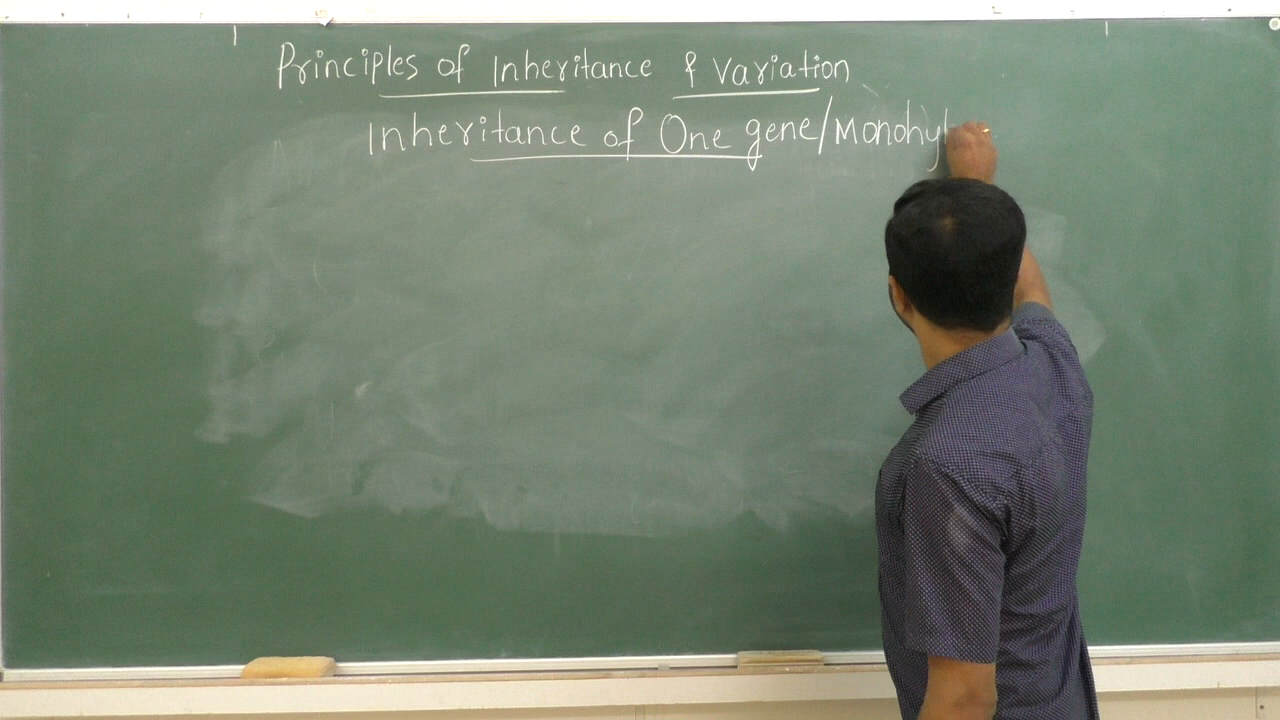 Principles of Inheritance & Variation
Inheritance of One gene/Monohy